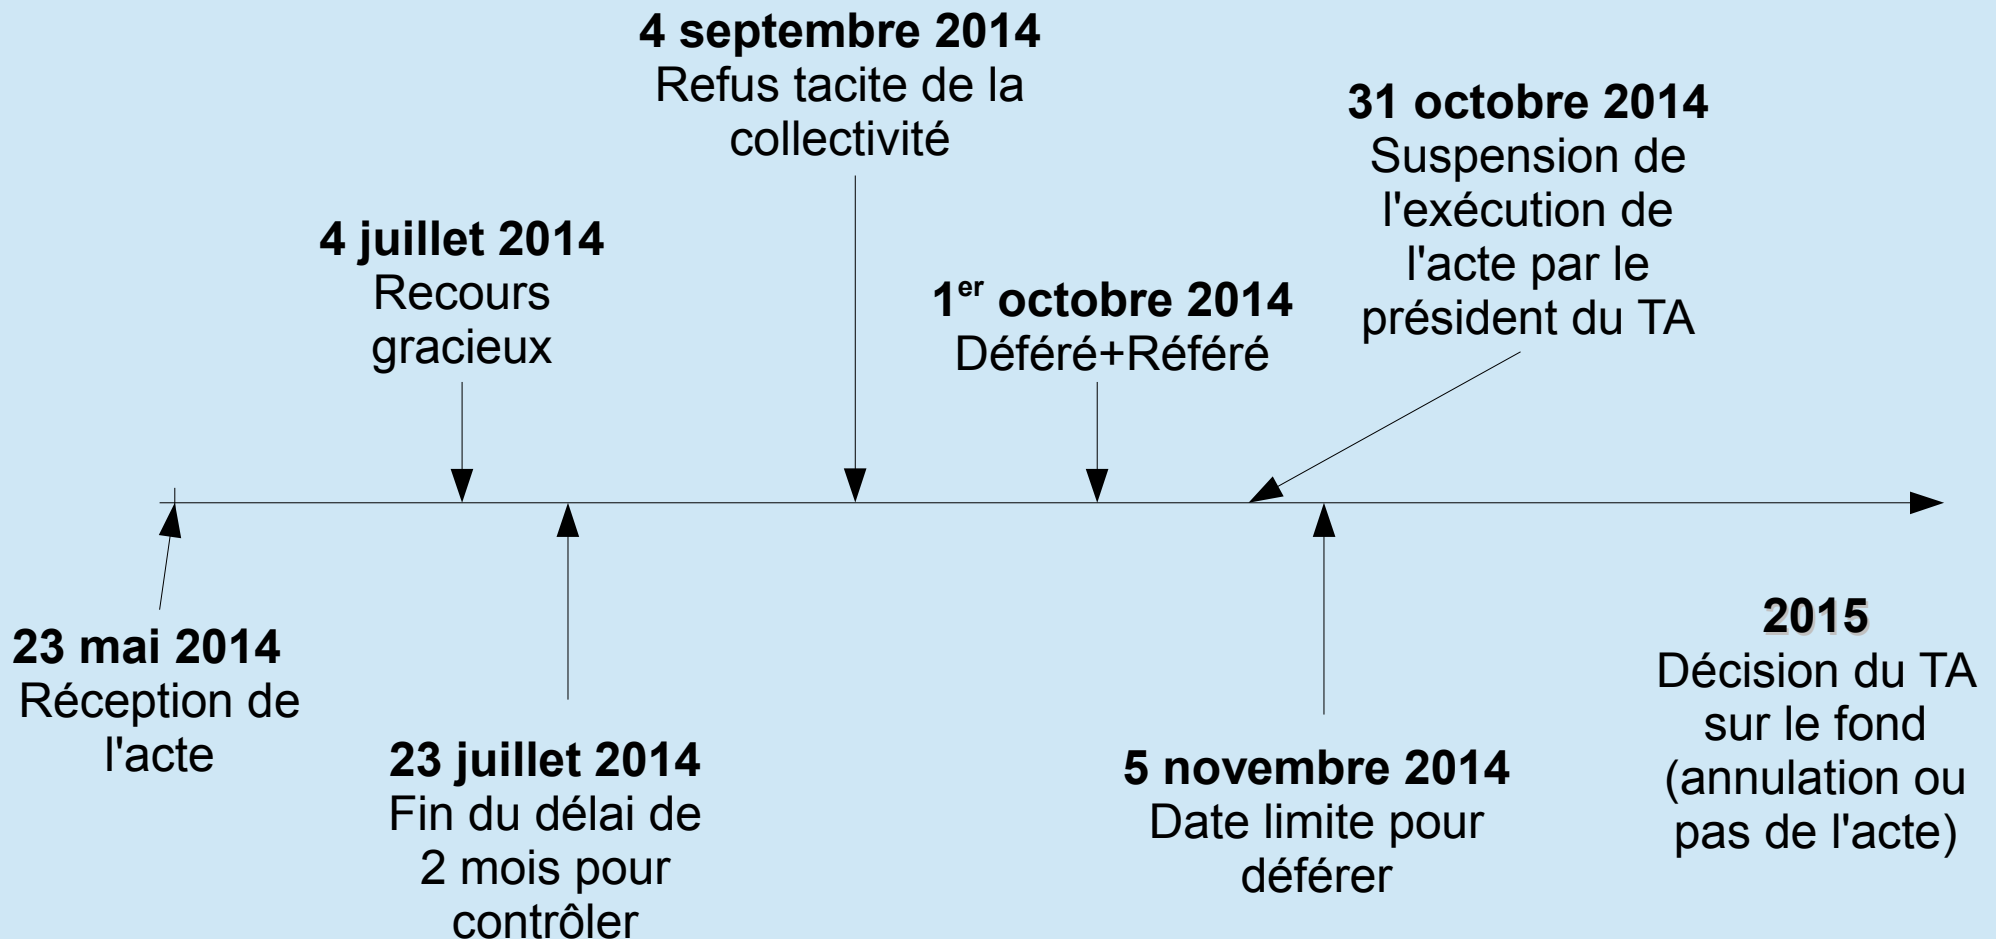 4 septembre 2014
Refus tacite de la
collectivité
31 octobre 2014
Suspension de
l'exécution de
l'acte par le
président du TA
4 juillet 2014
Recours
gracieux
1er octobre 2014
Déféré+Référé
23 mai 2014
Réception de
l'acte
23 juillet 2014
Fin du délai de
2 mois pour
contrôler
5 novembre 2014
Date limite pour
déférer
2015
Décision du TA
sur le fond
(annulation ou
pas de l'acte)